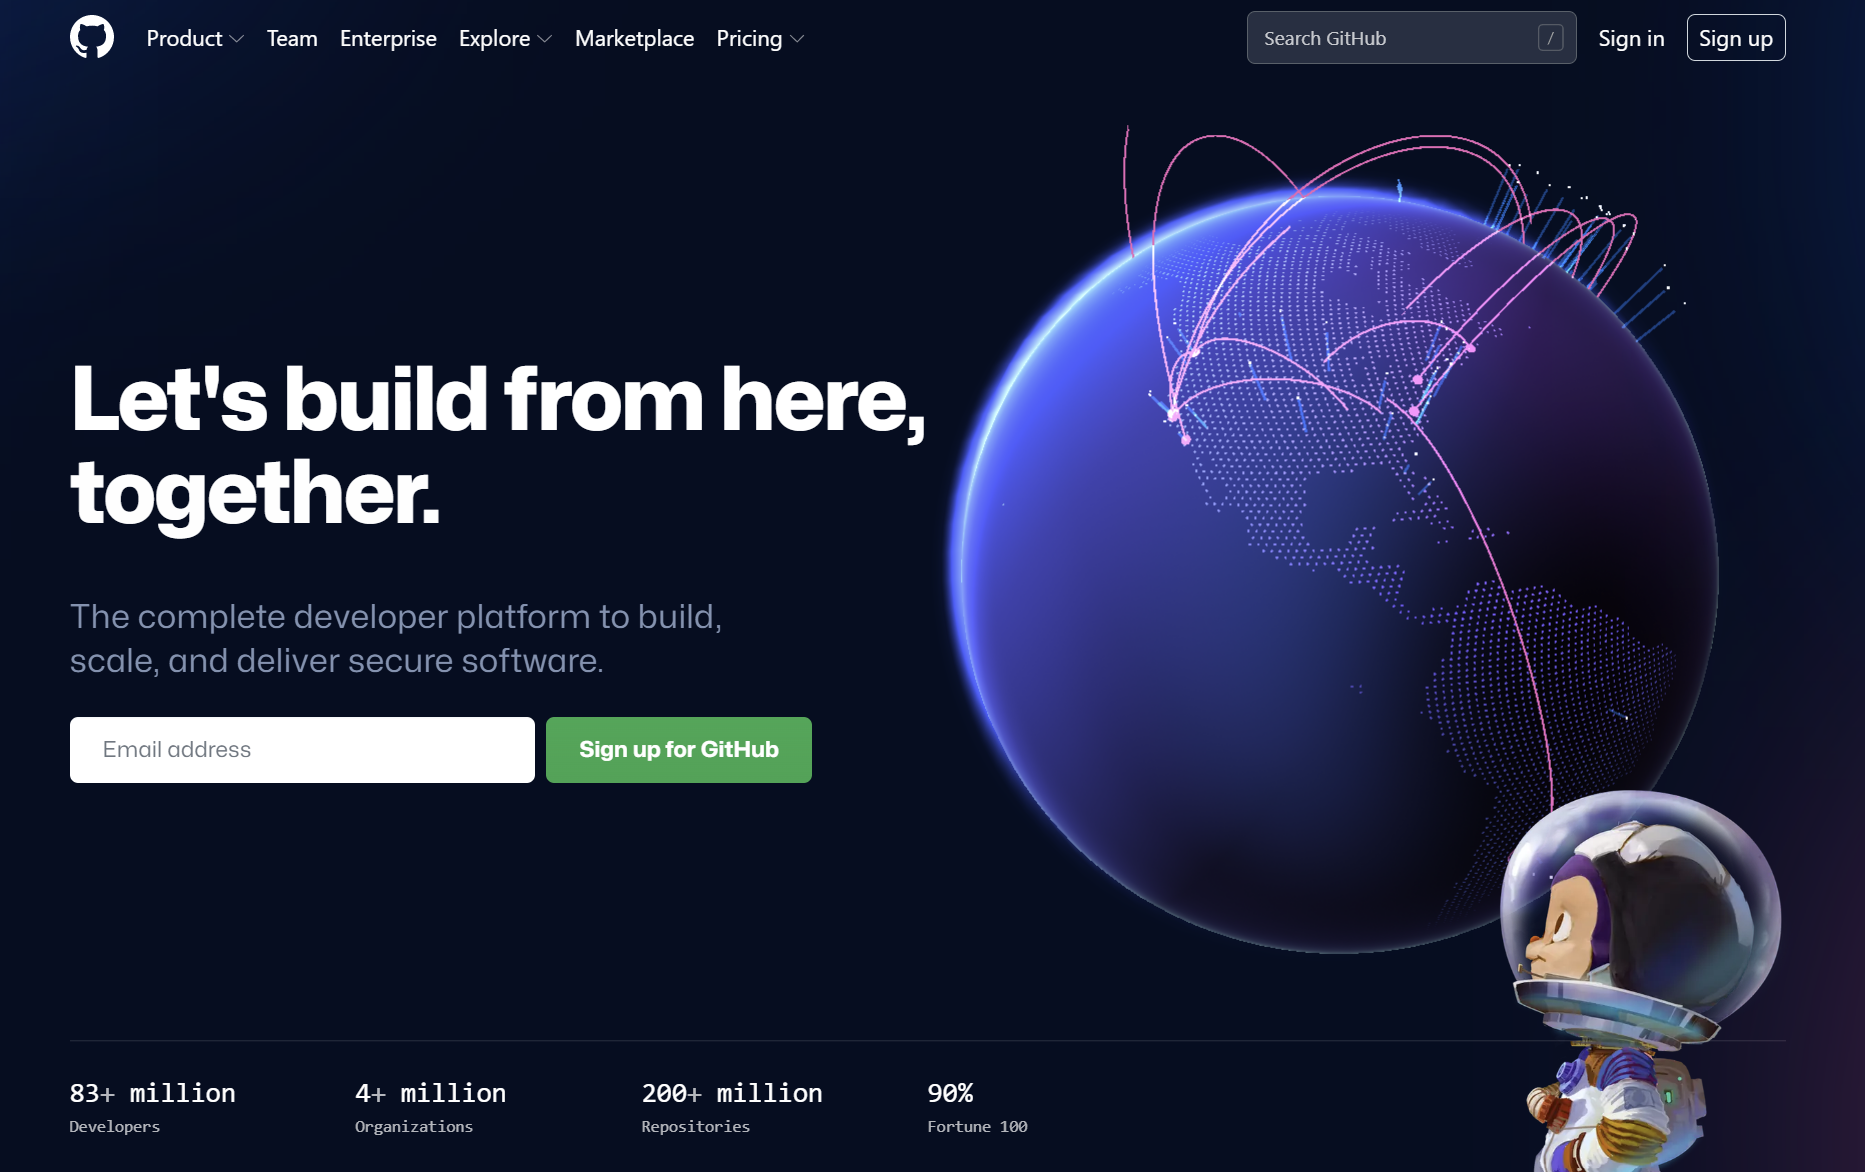 Product
Team
Enterprise
Explore
Marketplace
Pricing
Search GitHub
/
Sign in
Sign up
Let's build from here,
together.
The complete developer platform to build,
scale, and deliver secure software.
Email address
Sign up for GitHub
83+ million
Developers
4+ million
Organizations
200+ million
Repositories
90%
Fortune 100